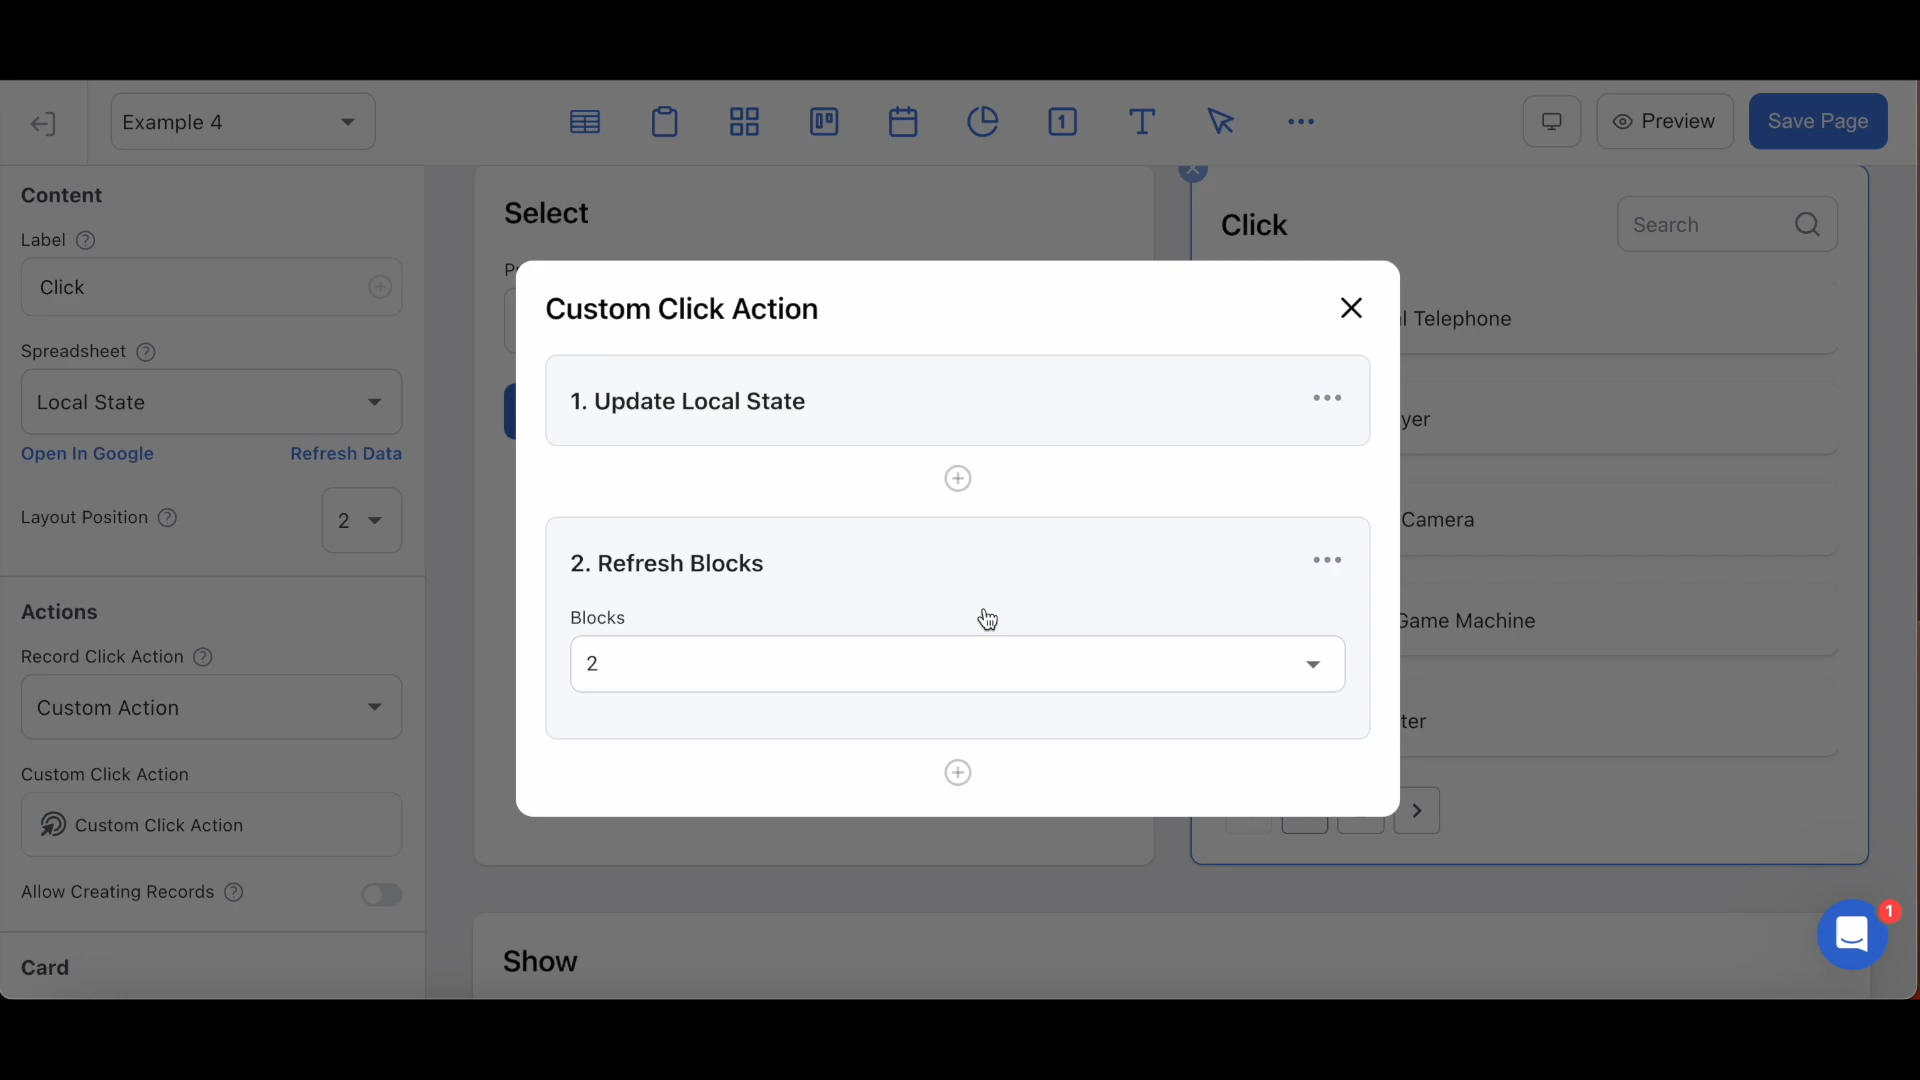 Example 4
1
Preview
Save Page
Content
Label ?
Click
Spreadsheet ?
Local State
Open In Google
Refresh Data
Layout Position ?
2
Actions
Record Click Action ?
Custom Action
Custom Click Action
Custom Click Action
Allow Creating Records ?
Card
Select
Click
Search
Custom Click Action
1. Update Local State
2. Refresh Blocks
Blocks
2
Telephone
Camera
Game Machine
Show
1